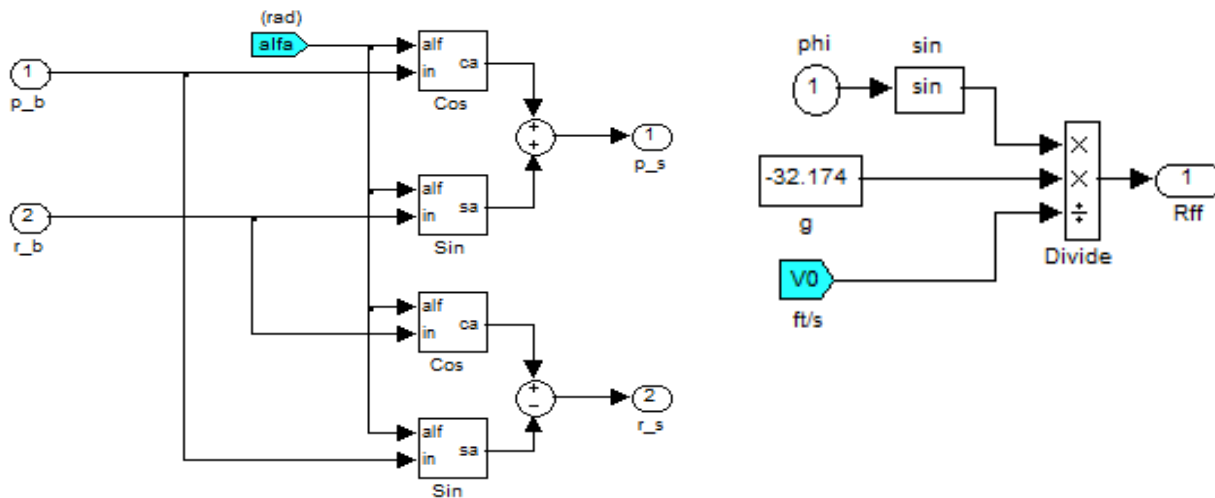 (rad)
alfa
1
p_b
2
r_b
alf
in
ca
Cos
alf
in
sa
Sin
alf
in
ca
Cos
alf
in
sa
Sin
+
+
1
p_s
+
−
2
r_s
phi
1
sin
sin
-32.174
g
V0
ft/s
×
×
÷
Divide
1
Rff